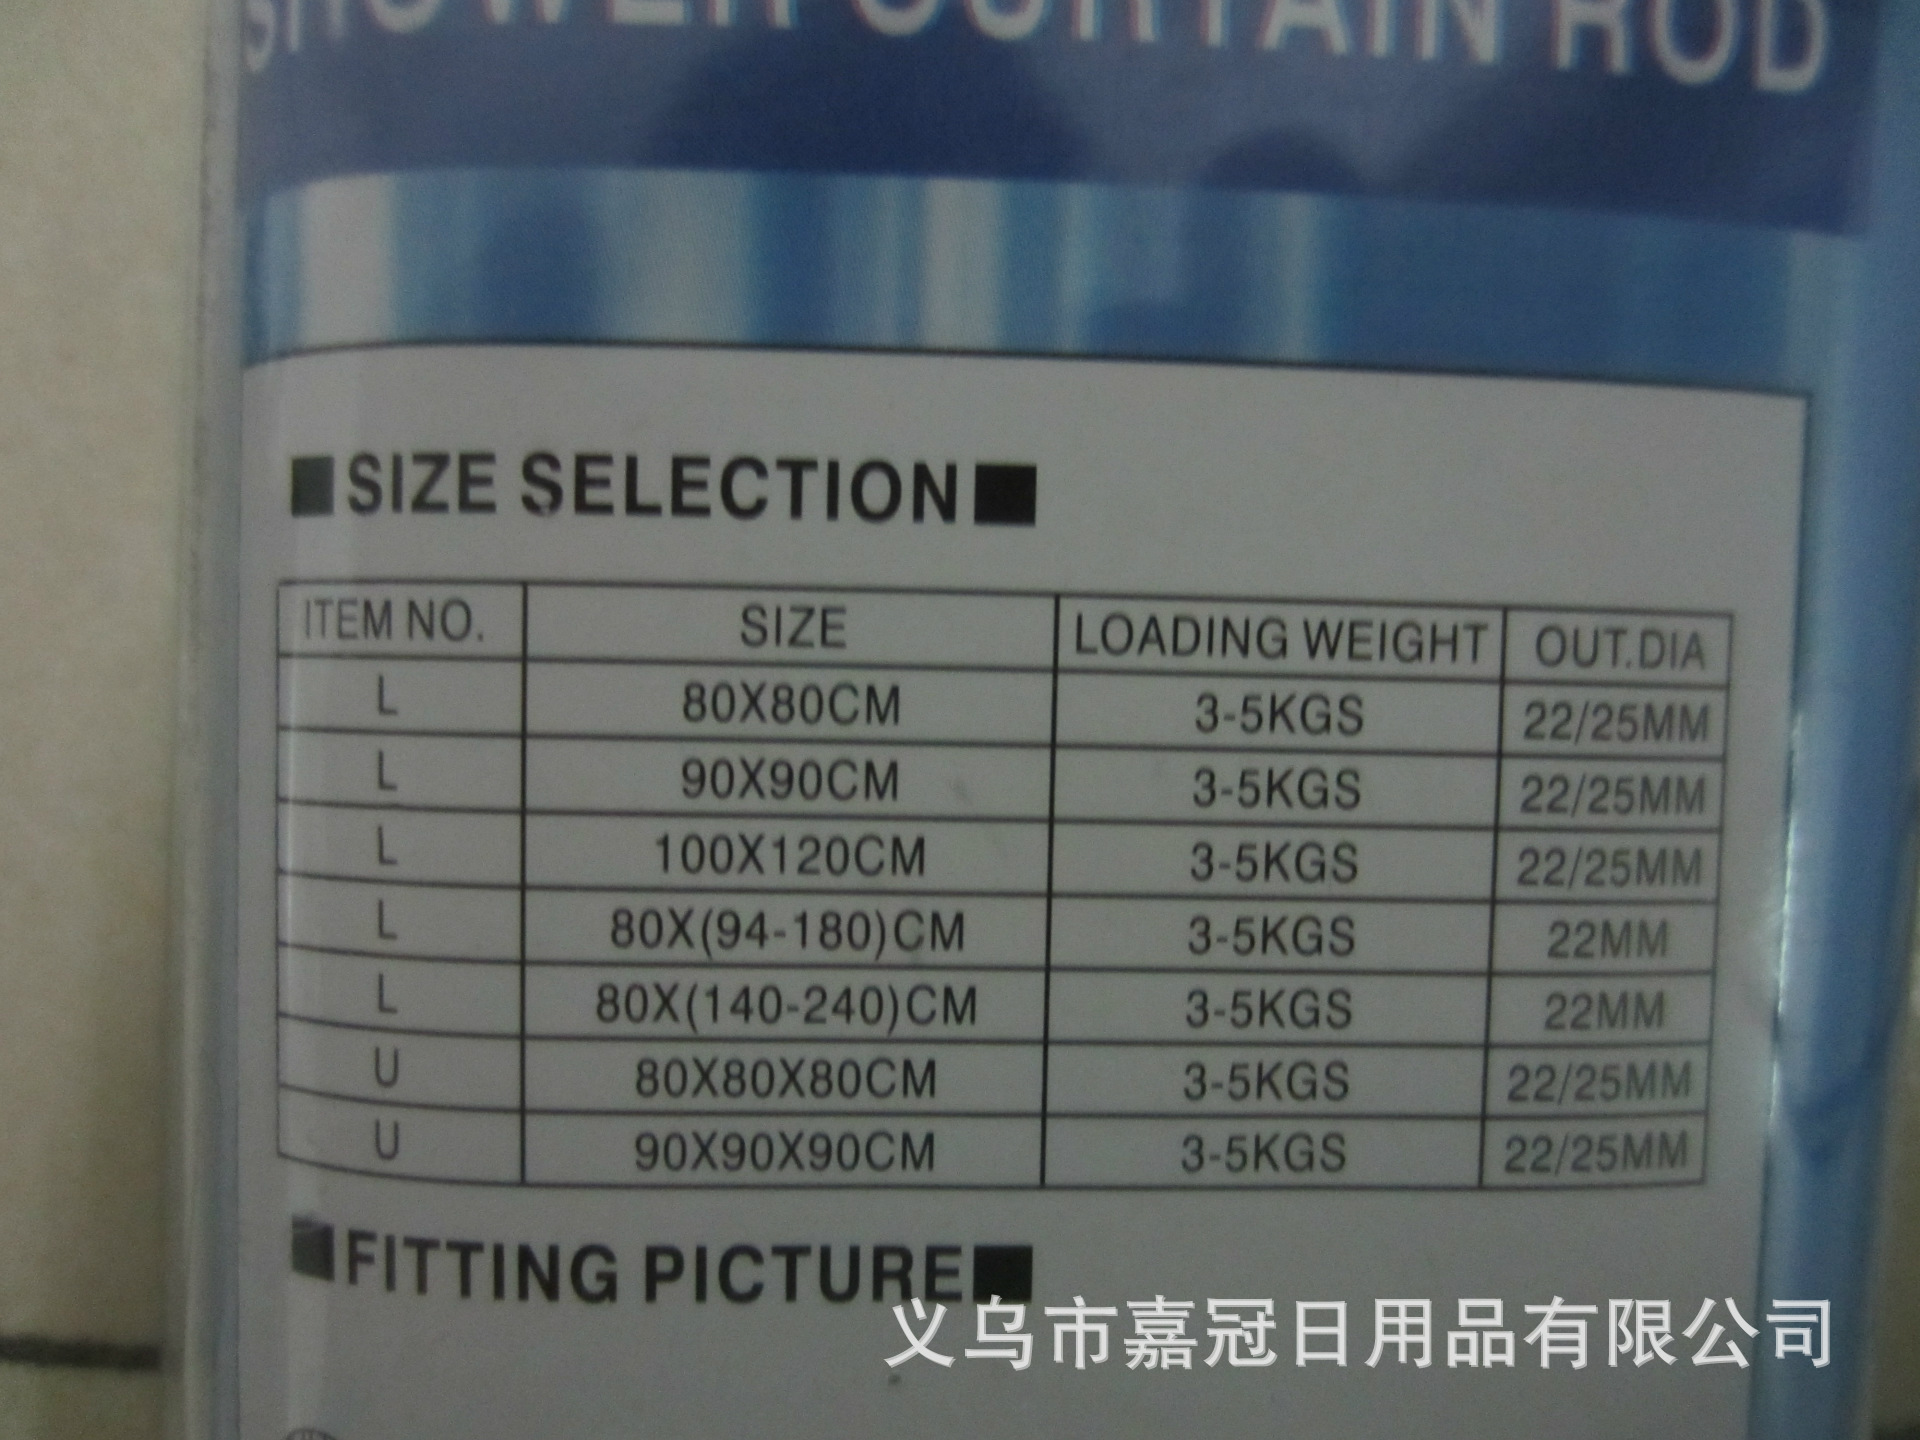 SHOWER CURTAIN ROD
■SIZE SELECTION■
ITEM NO. SIZE LOADING WEIGHT OUT.DIA
L 80X80CM 3-5KGS 22/25MM
L 90X90CM 3-5KGS 22/25MM
L 100X120CM 3-5KGS 22/25MM
L 80X(94-180)CM 3-5KGS 22MM
L 80X(140-240)CM 3-5KGS 22MM
U 80X80X80CM 3-5KGS 22/25MM
U 90X90X90CM 3-5KGS 22/25MM
■FITTING PICTURE■
义乌市嘉冠日用品有限公司